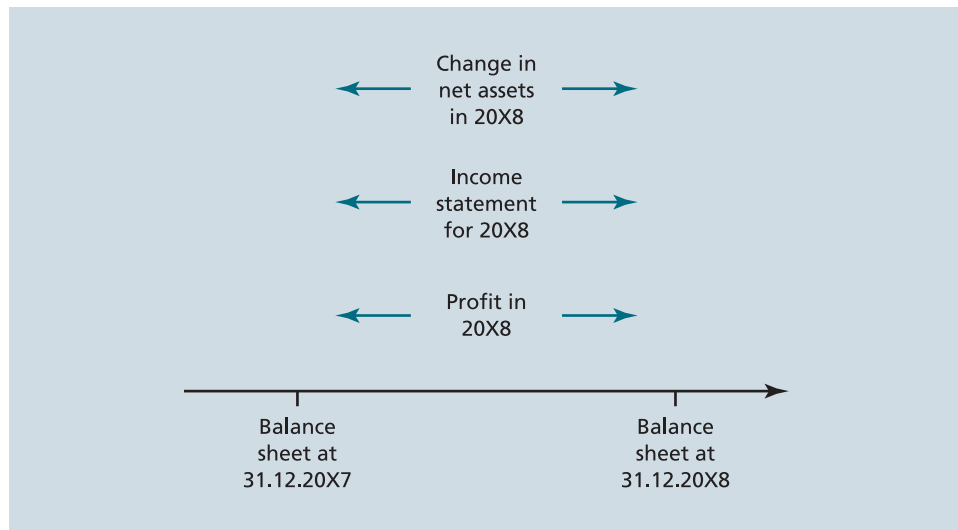 Change in
net assets
in 20X8
Income
statement
for 20X8
Profit in
20X8
Balance
sheet at
31.12.20X7
Balance
sheet at
31.12.20X8